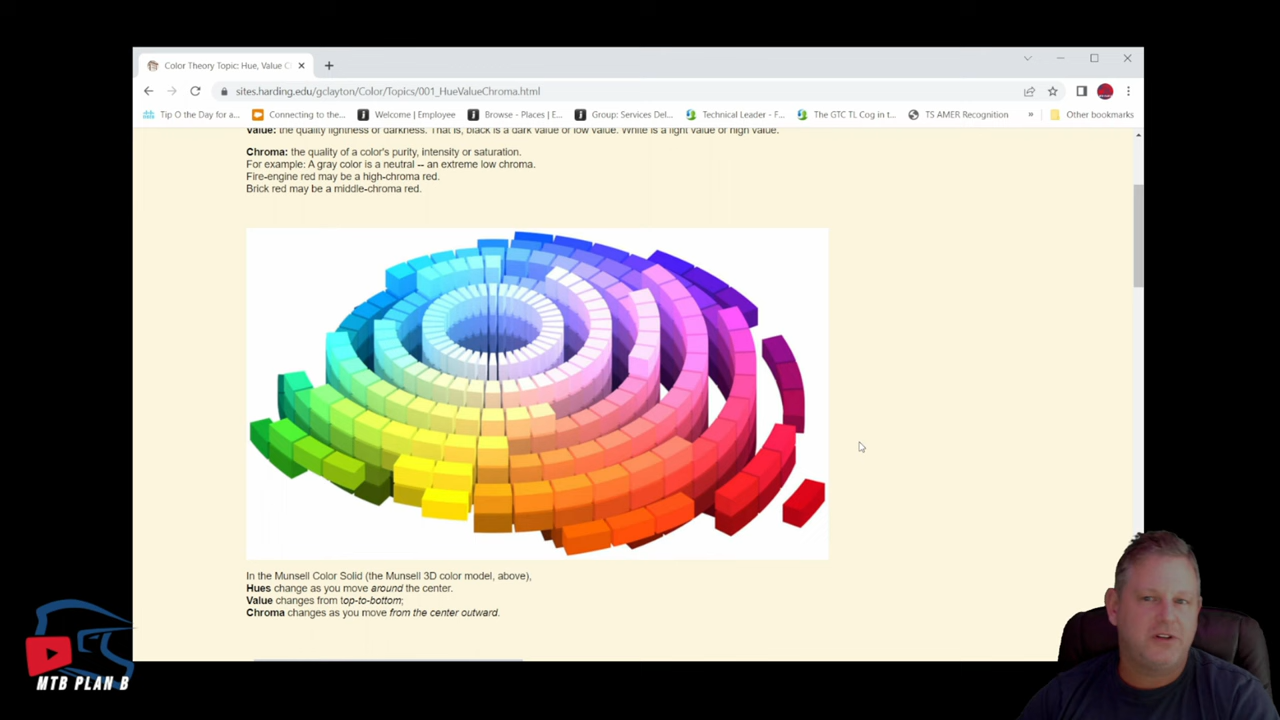 Color Theory Topic: Hue, Value C
sites.harding.edu/gclayton/Color/Topics/001_HueValueChroma.html
Tip O the Day for a... Connecting to the... Welcome | Employee Browse - Places | E... Group: Services Del... Technical Leader - F... The GTC TL Cog in t... TS AMER Recognition » Other bookmarks
Value: the quality lightness or darkness. That is, black is a dark value or low value. White is a light value or high value.
Chroma: the quality of a color's purity, intensity or saturation.
For example: A gray color is a neutral -- an extreme low chroma.
Fire-engine red may be a high-chroma red.
Brick red may be a middle-chroma red.
In the Munsell Color Solid (the Munsell 3D color model, above),
Hues change as you move around the center.
Value changes from top-to-bottom;
Chroma changes as you move from the center outward.
MTB PLAN B